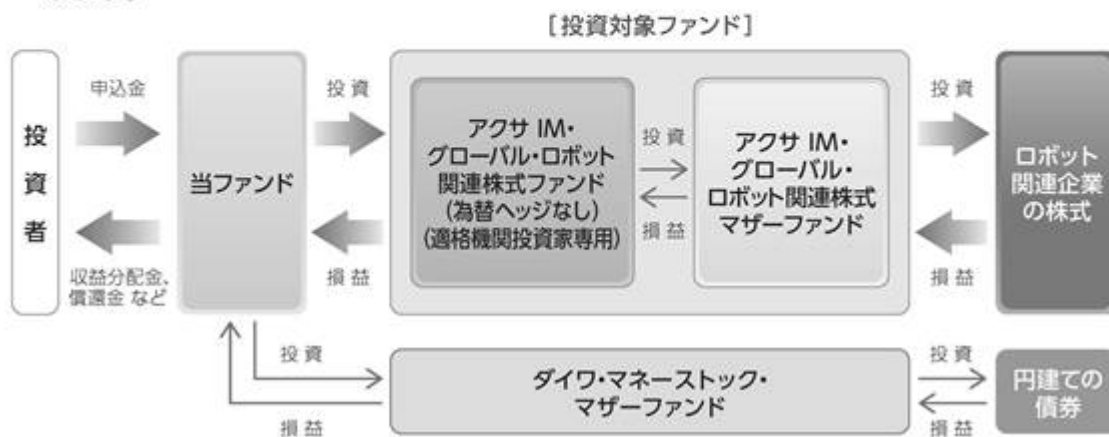 [投資対象ファンド]
投資者
申込金
収益分配金、
償還金 など
当ファンド
投資
損益
アクサ IM・
グローバル・ロボット
関連株式ファンド
(為替ヘッジなし)
(適格機関投資家専用)
投資
損益
アクサ IM・
グローバル・
ロボット関連株式
マザーファンド
投資
損益
ロボット
関連企業
の株式
投資
損益
ダイワ・マネーストック・
マザーファンド
投資
損益
円建ての
債券